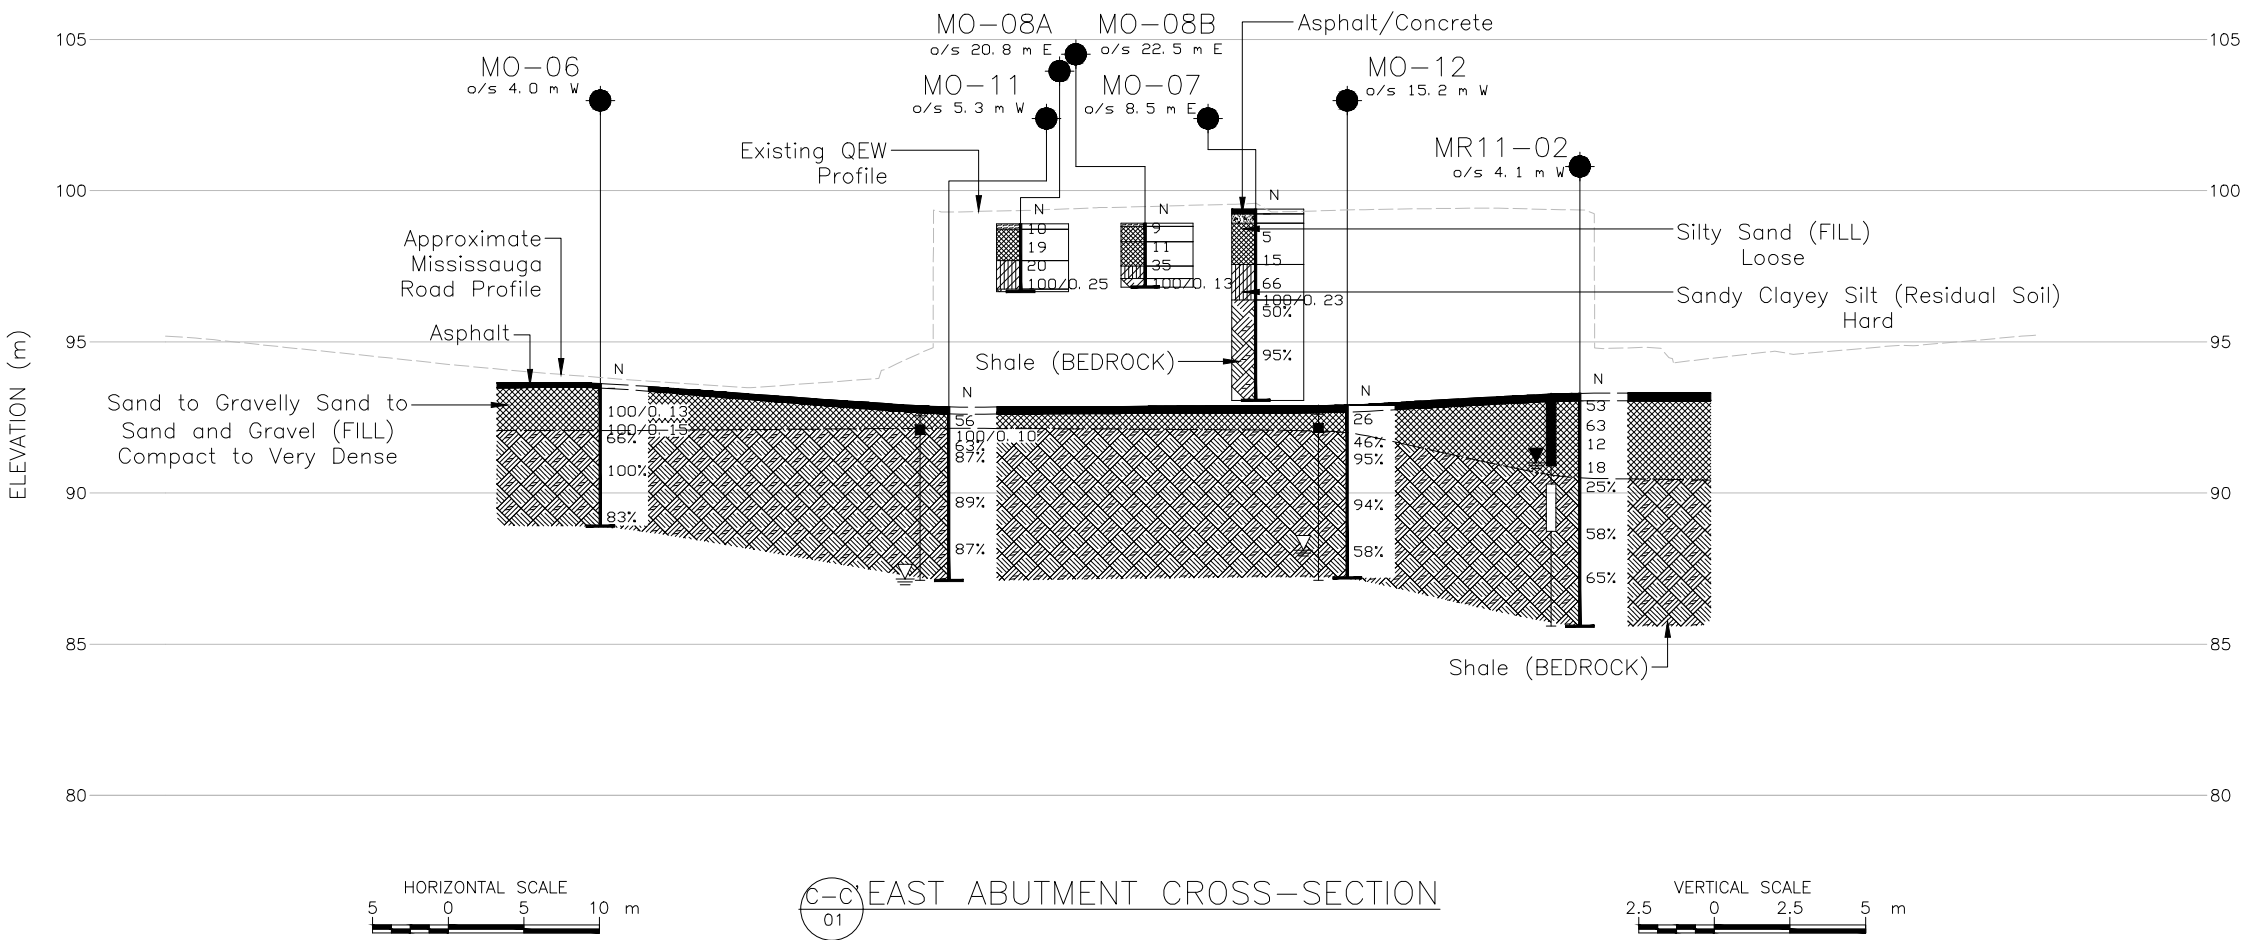 MO-08A
MO-08B
Asphalt/Concrete
o/s 20.8 m E
o/s 22.5 m E
105
105
MO-06
o/s 4.0 m W
MO-11
o/s 5.3 m W
MO-07
o/s 8.5 m E
MO-12
o/s 15.2 m W
MR11-02
o/s 4.1 m W
Existing QEW
Profile
100
100
N
N
N
10
19
20
100/0.25
9
11
35
100/0.13
5
15
66
100/0.23
50%
95%
Silty Sand (FILL)
Loose
Sandy Clayey Silt (Residual Soil)
Hard
Approximate
Mississauga
Road Profile
Asphalt
95
95
Shale (BEDROCK)
ELEVATION (m)
Sand to Gravelly Sand to
Sand and Gravel (FILL)
Compact to Very Dense
N
100/0.13
100/0.15
66%
100%
83%
N
56
100/0.10
63%
87%
89%
87%
N
26
46%
95%
94%
58%
N
53
63
12
18
25%
58%
65%
90
90
85
85
Shale (BEDROCK)
80
80
HORIZONTAL SCALE
5 0 5 10 m
C-C'
01
EAST ABUTMENT CROSS-SECTION
VERTICAL SCALE
2.5 0 2.5 5 m